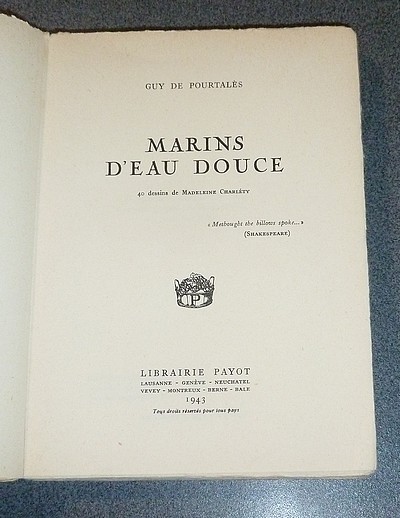 GUY DE POURTALÈS
MARINS
D'EAU DOUCE
40 dessins de MADELEINE CHARLÉTY
« Methought the billows spoke... »
(SHAKESPEARE)
P
LIBRAIRIE PAYOT
LAUSANNE - GENÈVE - NEUCHATEL
VEVEY - MONTREUX - BERNE - BALE
1943
Tous droits réservés pour tous pays